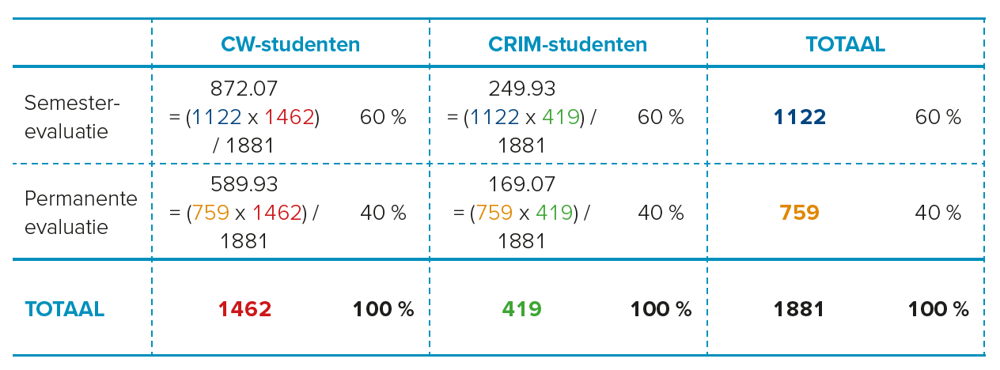 CW-studenten CRIM-studenten TOTAAL
872.07 249.93
Semester-
= (1122 x 1462) 60 % = (1122 x 419) / 60 % 1122 60 %
evaluatie
/ 1881 1881
589.93 169.07
Permanente
= (759 x 1462) / 40 % = (759 x 419) / 40 % 759 40 %
evaluatie
1881 1881
TOTAAL 1462 100 % 419 100 % 1881 100 %